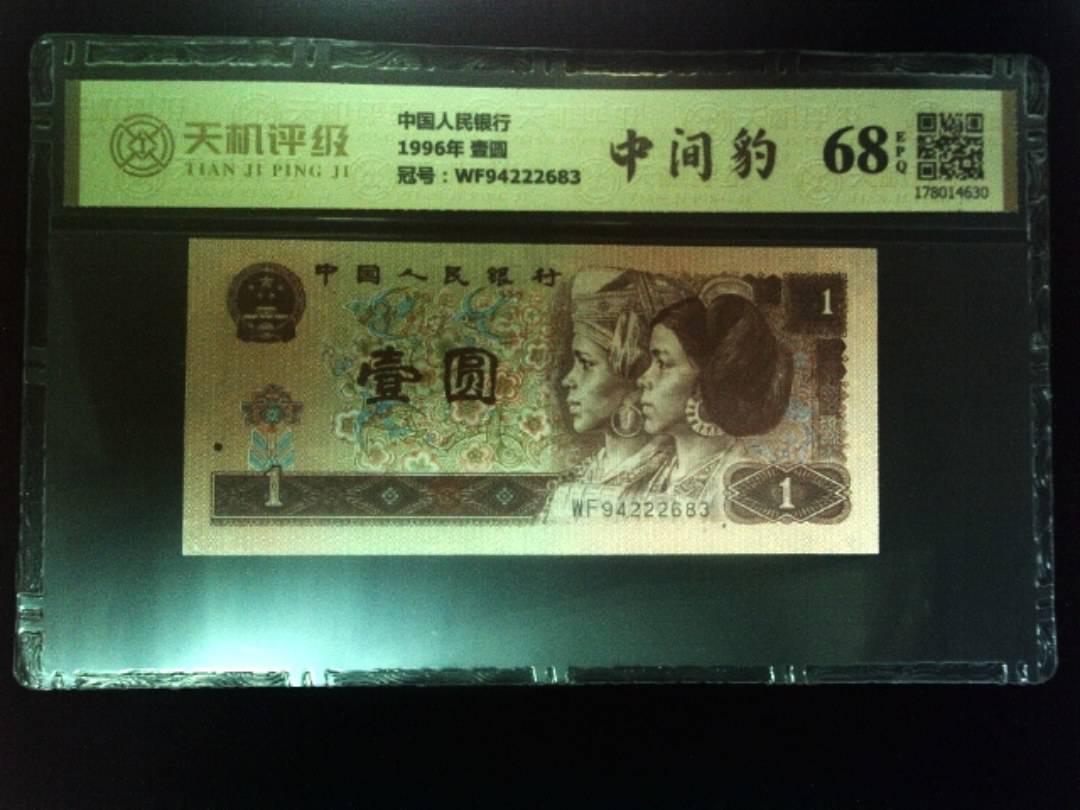 天机评级
TIAN JI PING JI
中国人民银行
1996年 壹圆
冠号：WF94222683
中间豹
68
EPQ
178014630
中国人民银行
1
壹圆
1
WF94222683
1